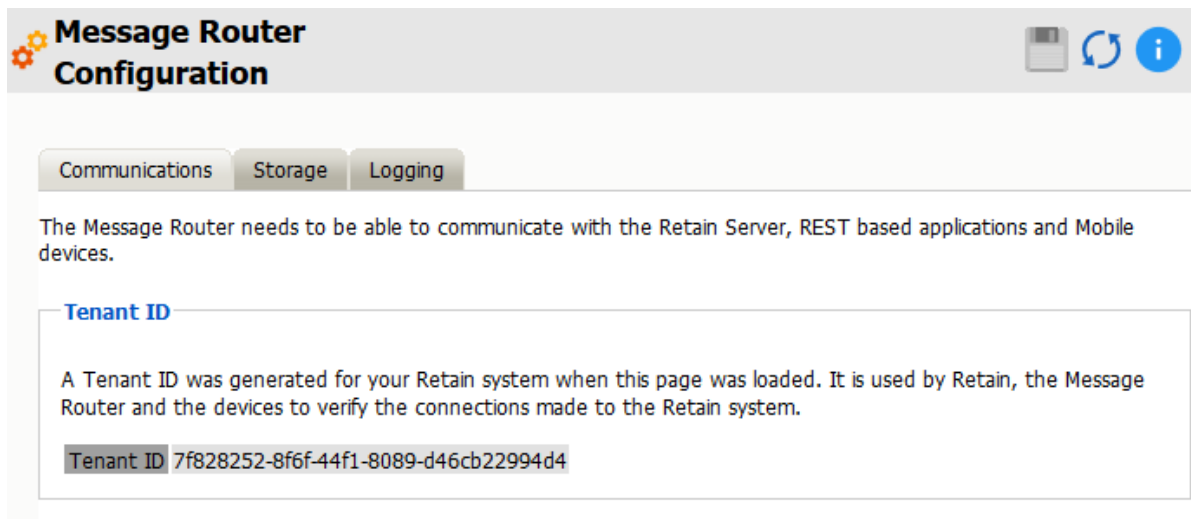 Message Router
Configuration
i
Communications Storage Logging
The Message Router needs to be able to communicate with the Retain Server, REST based applications and Mobile
devices.
Tenant ID
A Tenant ID was generated for your Retain system when this page was loaded. It is used by Retain, the Message
Router and the devices to verify the connections made to the Retain system.
Tenant ID 7f828252-8f6f-44f1-8089-d46cb22994d4